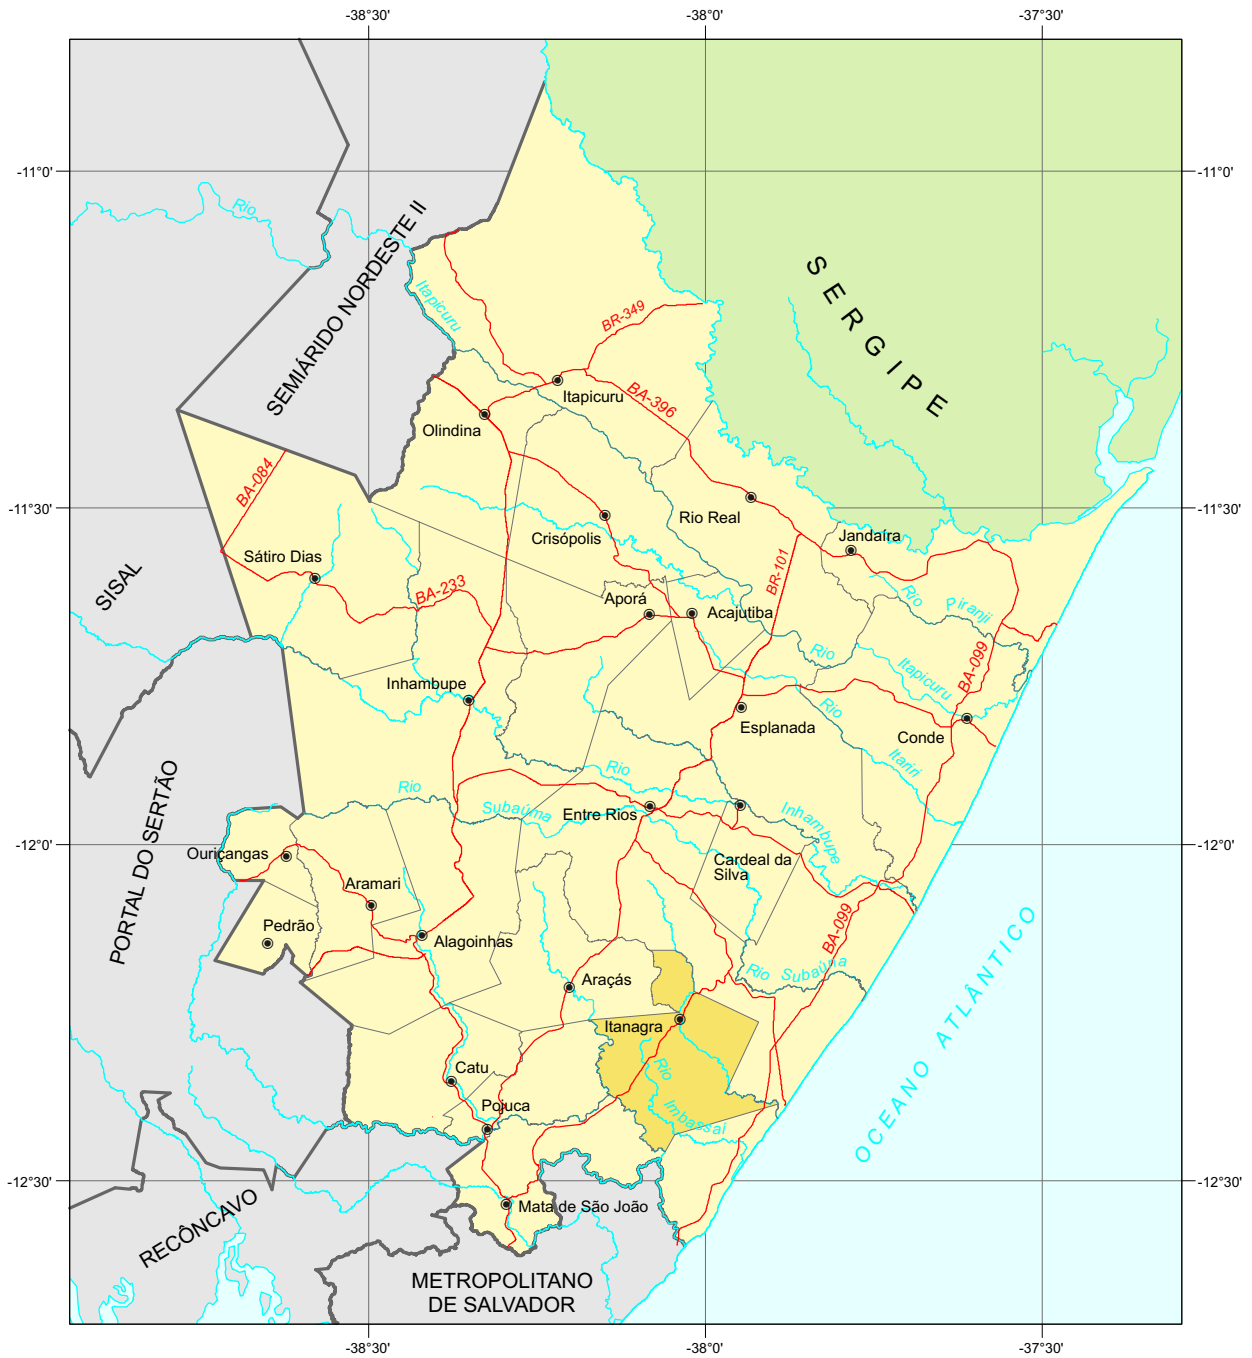 -38°30'
-38°0'
-37°30'
-11°0'
-11°0'
Rio
SEMIÁRIDO NORDESTE II
Itapicuru
BR-349
SERGIPE
Itapicuru
BA-396
Olindina
BA-084
Rio Real
-11°30'
-11°30'
Crisópolis
Jandaíra
Sátiro Dias
SISAL
BA-233
BR-101
Aporá
Acajutiba
Rio
Piranji
Rio
Itapicuru
BA-099
Inhambupe
Rio
Esplanada
Conde
Itariri
PORTAL DO SERTÃO
Rio
Rio
Subaúma
Entre Rios
Inhambupe
-12°0'
-12°0'
Ouriçangas
Cardeal da
Silva
Aramari
Pedrão
Alagoinhas
BA-099
OCEANO ATLÂNTICO
Araçás
Rio
Subaúna
Itanagra
Catu
Rio
Pojuca
Imbassaí
-12°30'
-12°30'
RECÔNCAVO
Mata de São João
METROPOLITANO
DE SALVADOR
-38°30'
-38°0'
-37°30'